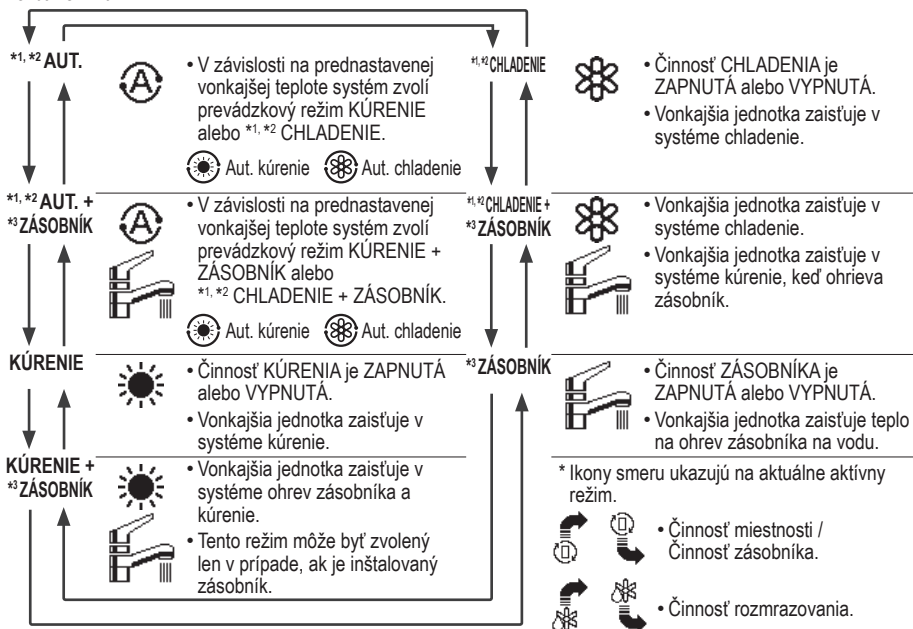 *1, *2 AUT.
• V závislosti na prednastavenej
vonkajšej teplote systém zvolí
prevádzkový režim KÚRENIE
alebo *1, *2 CHLADENIE.
Aut. kúrenie Aut. chladenie
*1, *2 AUT. +
*3 ZÁSOBNÍK
• V závislosti na prednastavenej
vonkajšej teplote systém zvolí
prevádzkový režim KÚRENIE +
ZÁSOBNÍK alebo
*1, *2 CHLADENIE + ZÁSOBNÍK.
Aut. kúrenie Aut. chladenie
KÚRENIE
• Činnosť KÚRENIA je ZAPNUTÁ
alebo VYPNUTÁ.
• Vonkajšia jednotka zaisťuje v
systéme kúrenie.
KÚRENIE +
*3 ZÁSOBNÍK
• Vonkajšia jednotka zaisťuje v
systéme ohrev zásobníka a
kúrenie.
• Tento režim môže byť zvolený
len v prípade, ak je inštalovaný
zásobník.
*1, *2 CHLADENIE
• Činnosť CHLADENIA je
ZAPNUTÁ alebo VYPNUTÁ.
• Vonkajšia jednotka zaisťuje v
systéme chladenie.
*1, *2 CHLADENIE +
*3 ZÁSOBNÍK
• Vonkajšia jednotka zaisťuje v
systéme chladenie.
• Vonkajšia jednotka zaisťuje v
systéme kúrenie, keď ohrieva
zásobník.
*3 ZÁSOBNÍK
• Činnosť ZÁSOBNÍKA je
ZAPNUTÁ alebo VYPNUTÁ.
• Vonkajšia jednotka zaisťuje teplo
na ohrev zásobníka na vodu.
* Ikony smeru ukazujú na aktuálne aktívny
režim.
• Činnosť miestnosti /
Činnosť zásobníka.
• Činnosť rozmrazovania.